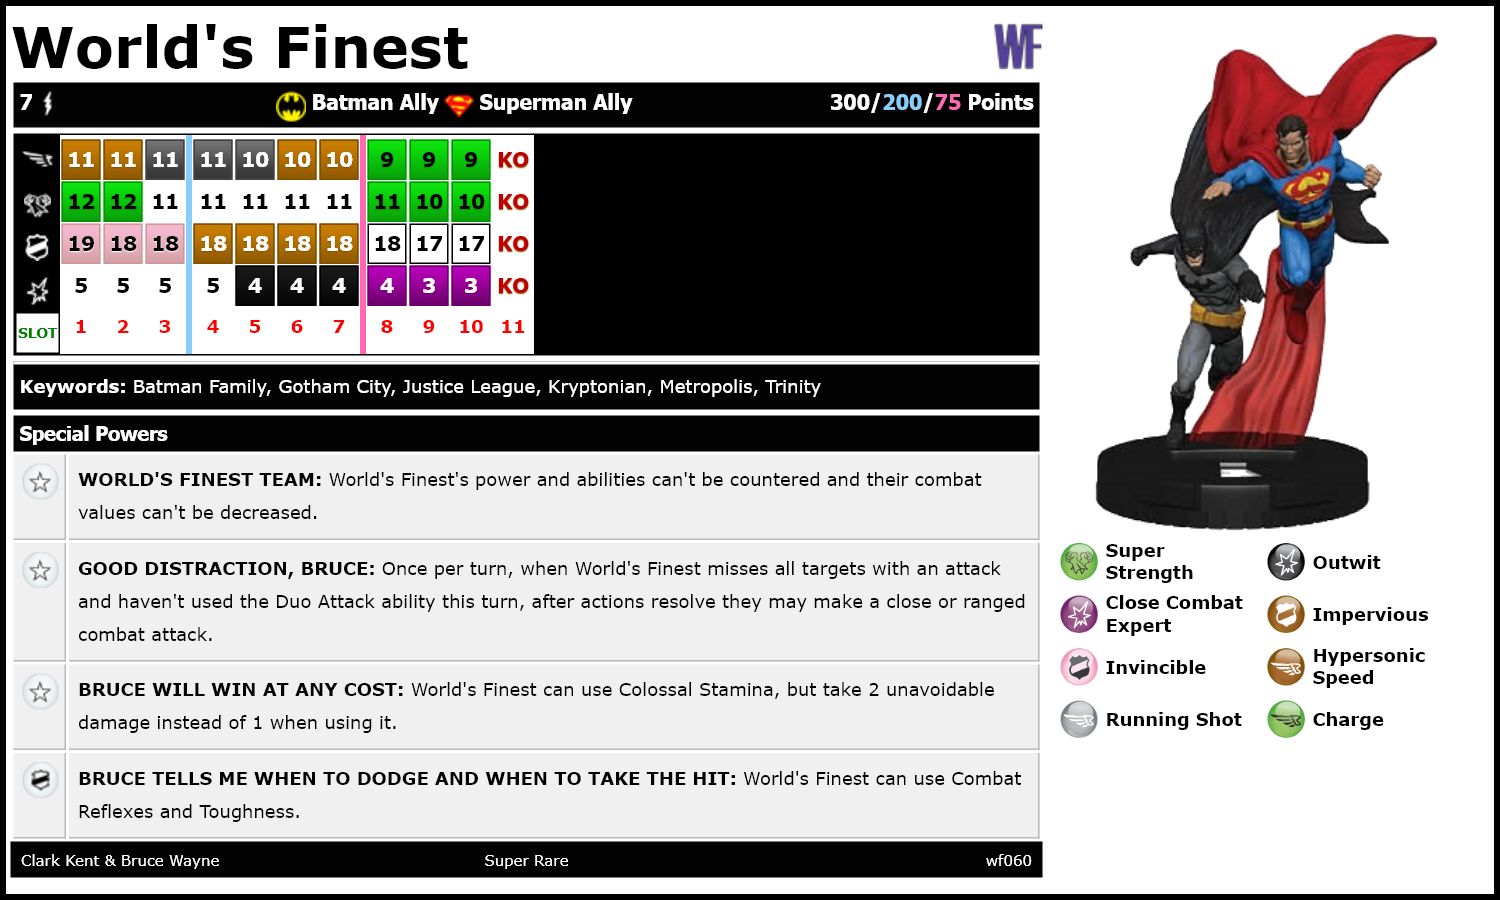 World's Finest
WF
7 Batman Ally Superman Ally 300/200/75 Points
11 11 11 11 10 10 10 9 9 9 KO
12 12 11 11 11 11 11 11 10 10 KO
19 18 18 18 18 18 18 18 17 17 KO
5 5 5 5 4 4 4 4 3 3 KO
SLOT 1 2 3 4 5 6 7 8 9 10 11
Keywords: Batman Family, Gotham City, Justice League, Kryptonian, Metropolis, Trinity
Special Powers
WORLD'S FINEST TEAM: World's Finest's power and abilities can't be countered and their combat
values can't be decreased.
GOOD DISTRACTION, BRUCE: Once per turn, when World's Finest misses all targets with an attack
and haven't used the Duo Attack ability this turn, after actions resolve they may make a close or ranged
combat attack.
BRUCE WILL WIN AT ANY COST: World's Finest can use Colossal Stamina, but take 2 unavoidable
damage instead of 1 when using it.
BRUCE TELLS ME WHEN TO DODGE AND WHEN TO TAKE THE HIT: World's Finest can use Combat
Reflexes and Toughness.
Clark Kent & Bruce Wayne Super Rare wf060
Super
Strength
Outwit
Close Combat
Expert
Impervious
Invincible
Hypersonic
Speed
Running Shot
Charge